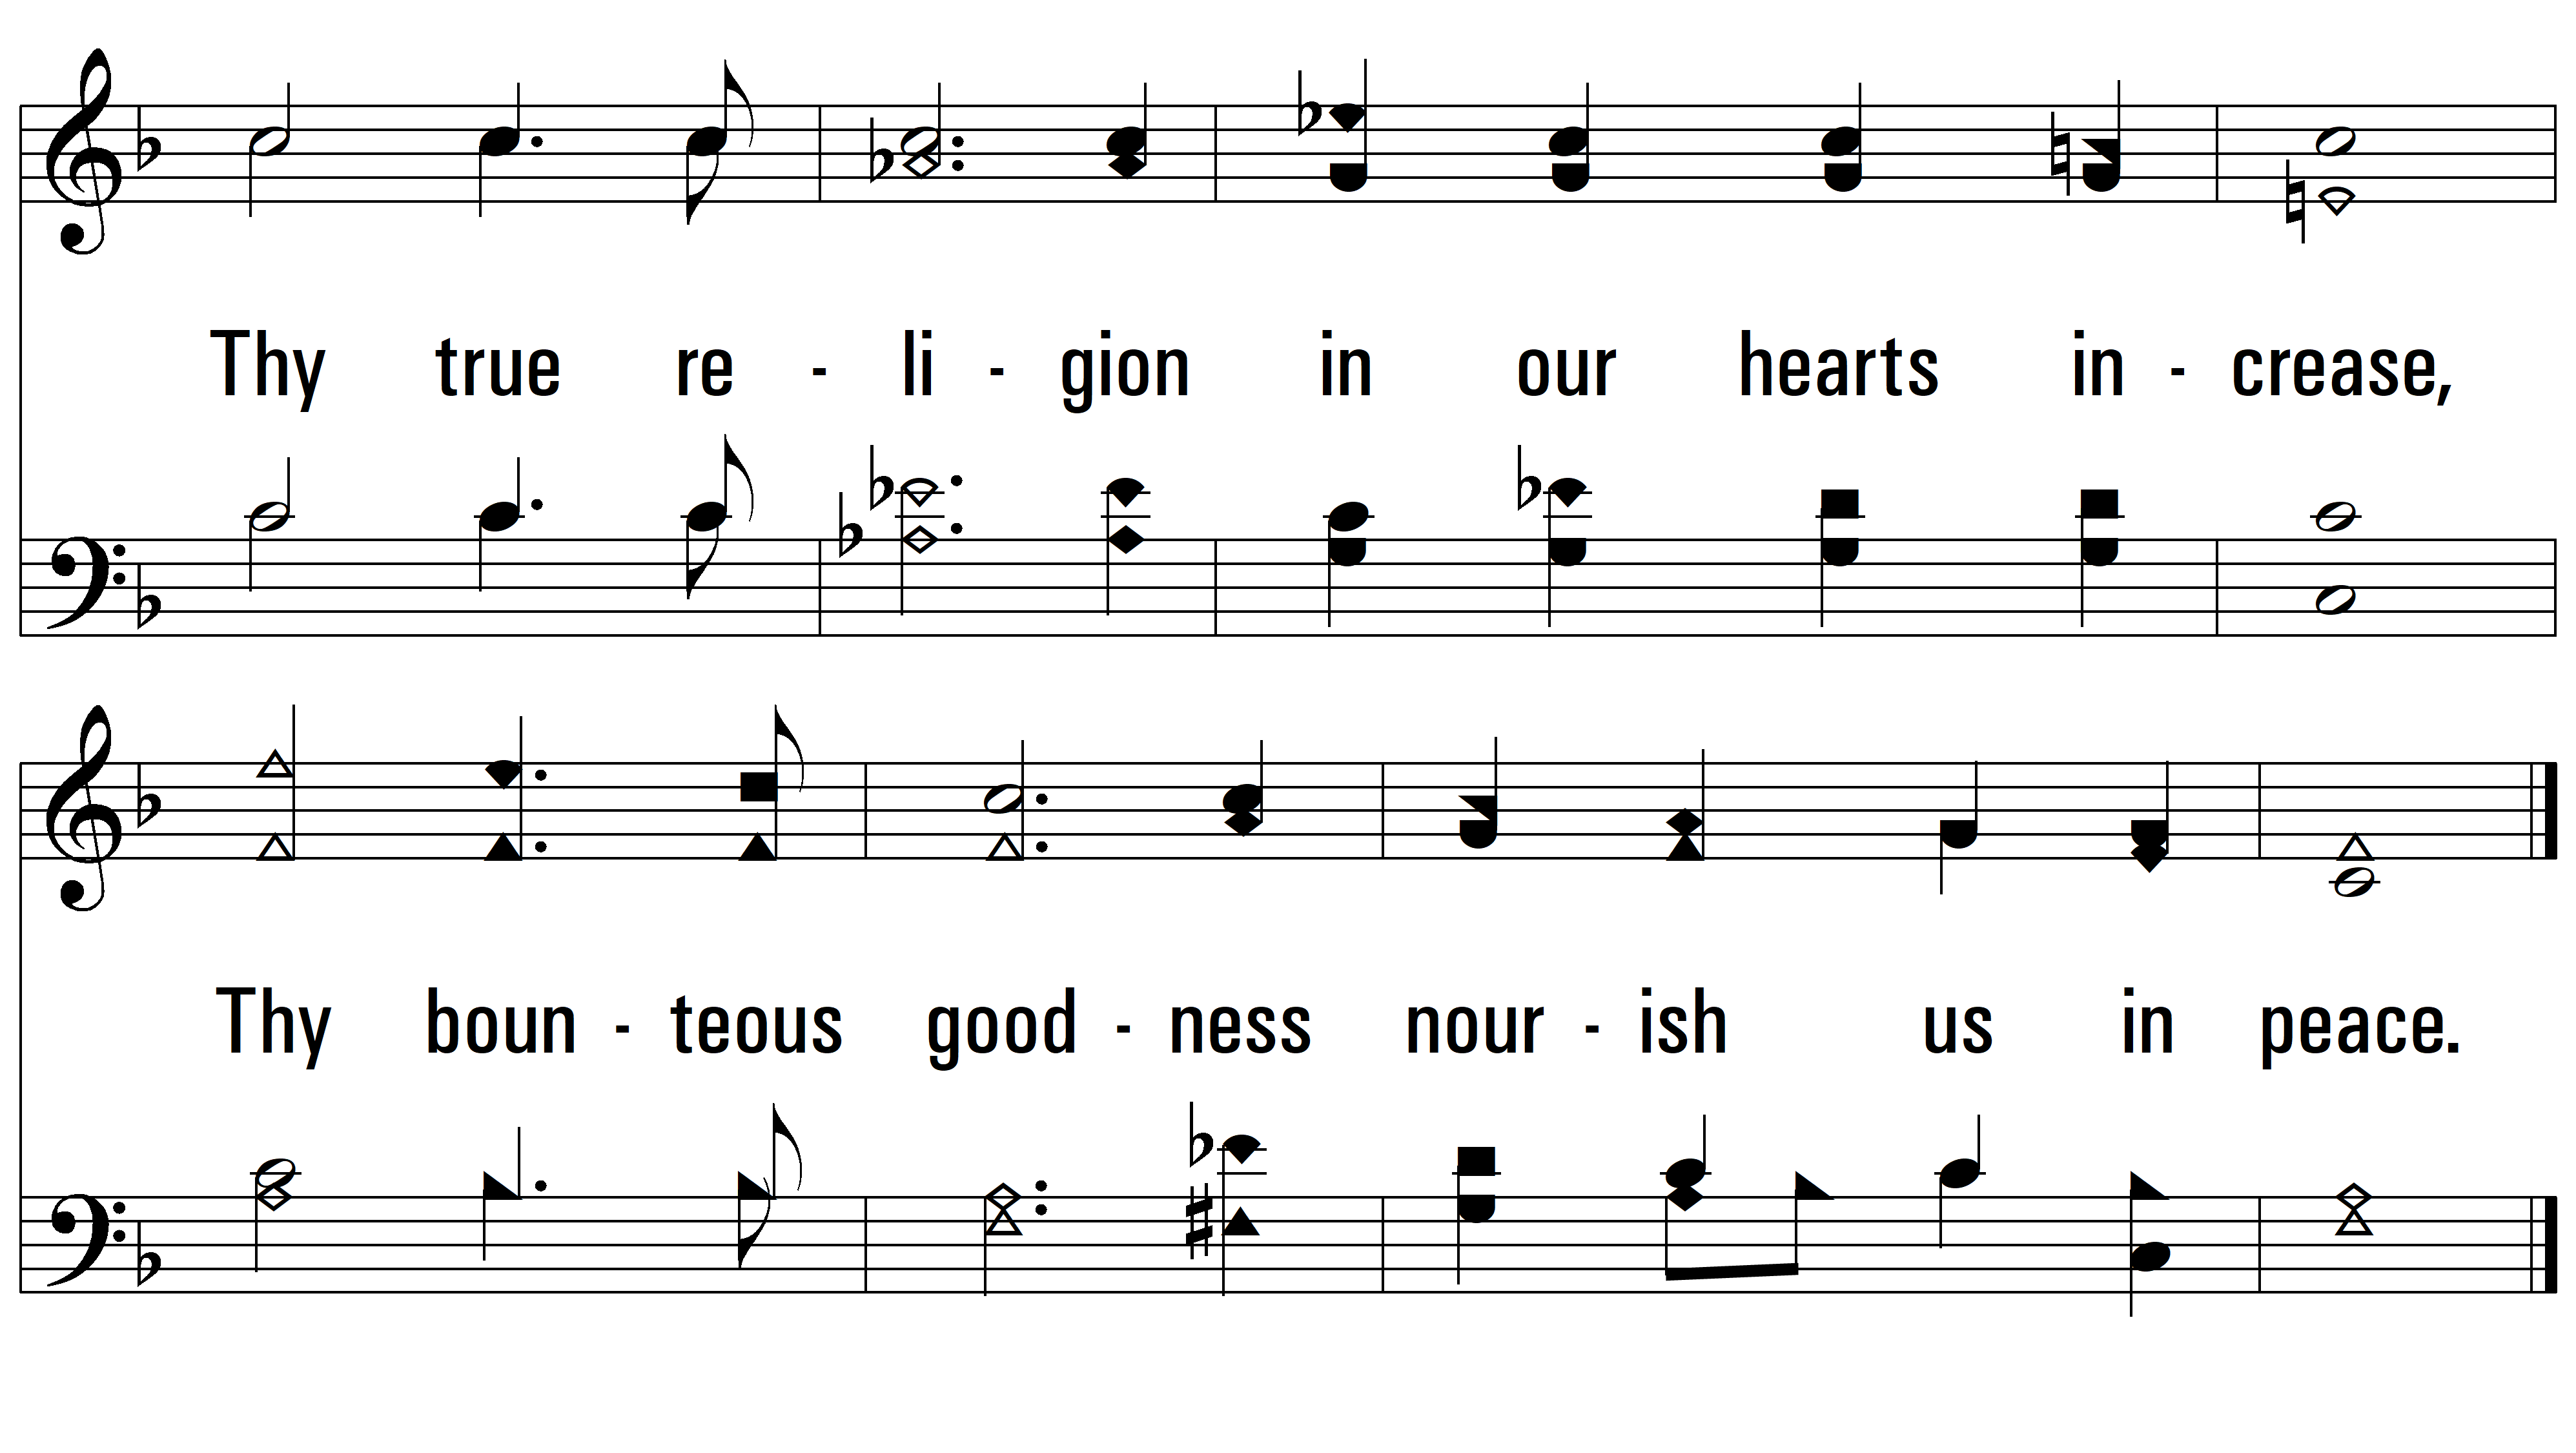 Thy true re - li - gion in our hearts in - crease,
Thy boun - teous good - ness nour - ish us in peace.